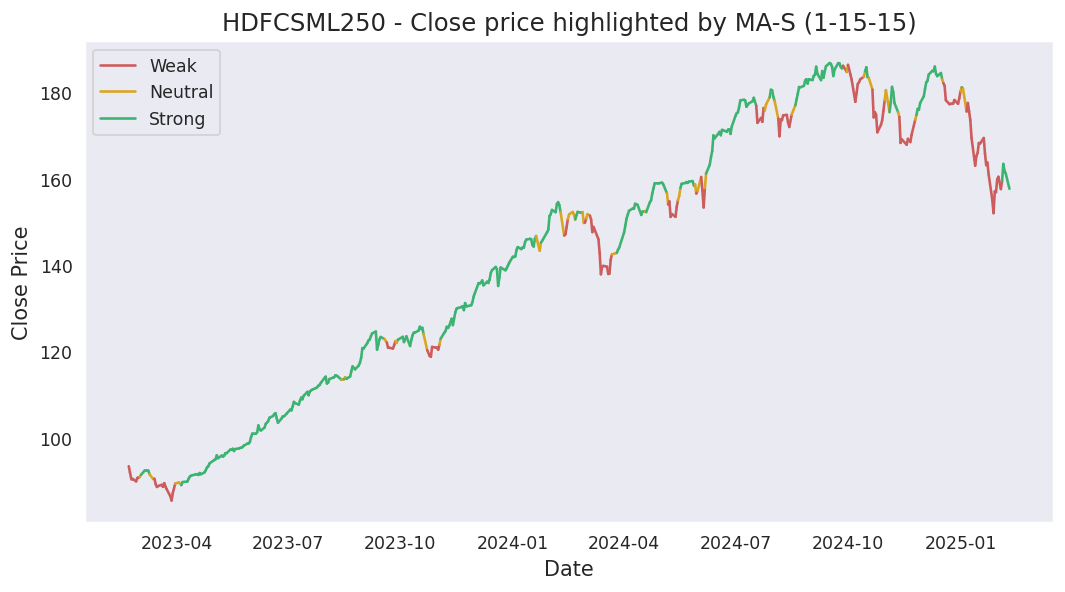 HDFCSML250 - Close price highlighted by MA-S (1-15-15)
Weak
Neutral
Strong
Close Price
180
160
140
120
100
2023-04 2023-07 2023-10 2024-01 2024-04 2024-07 2024-10 2025-01
Date